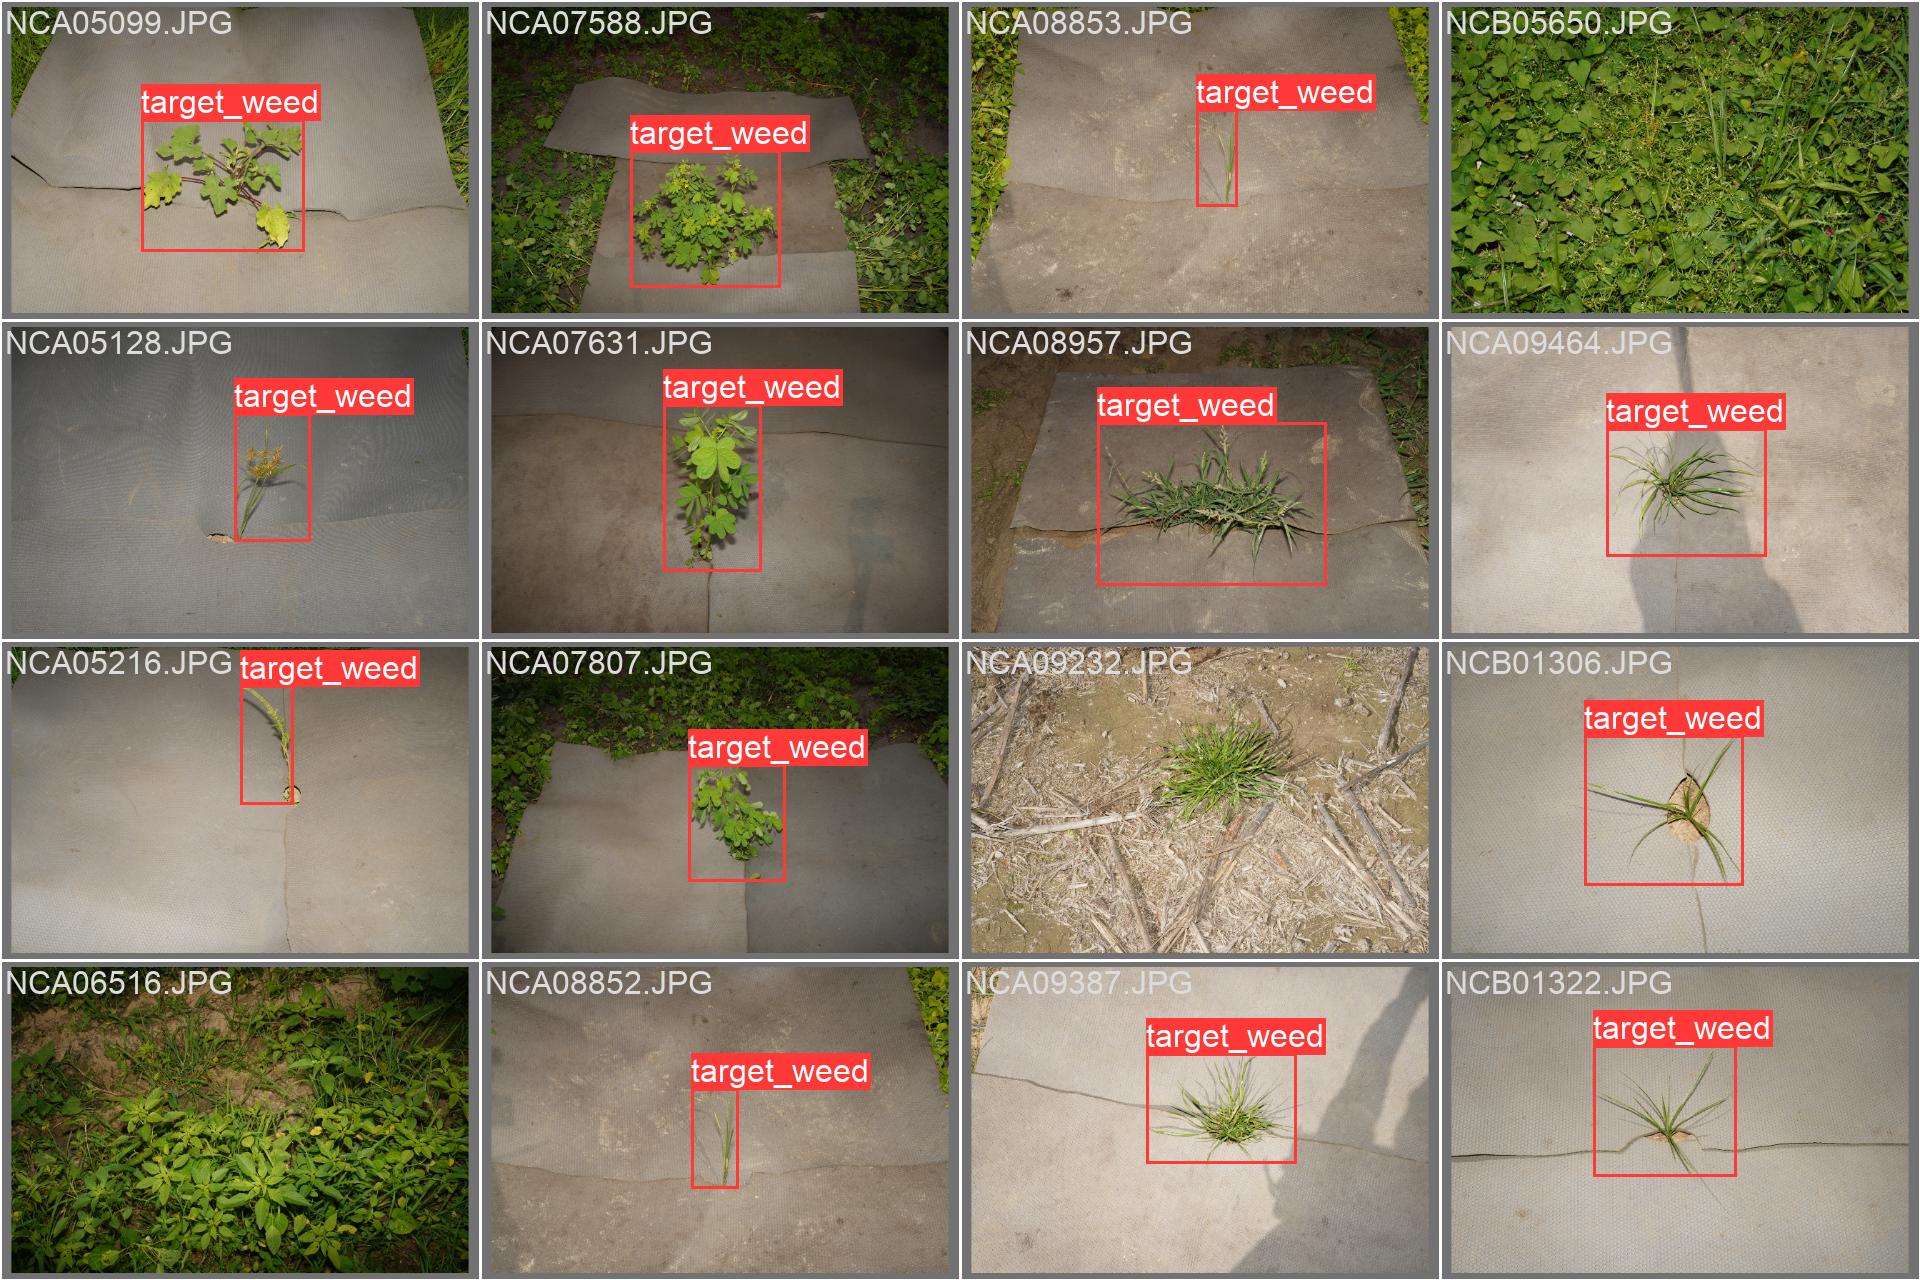 NCA05099.JPG
target_weed
NCA07588.JPG
target_weed
NCA08853.JPG
target_weed
NCB05650.JPG
NCA05128.JPG
target_weed
NCA07631.JPG
target_weed
NCA08957.JPG
target_weed
NCA09464.JPG
target_weed
NCA05216.JPG
target_weed
NCA07807.JPG
target_weed
NCA09232.JPG
NCB01306.JPG
target_weed
NCA06516.JPG
NCA08852.JPG
target_weed
NCA09387.JPG
target_weed
NCB01322.JPG
target_weed